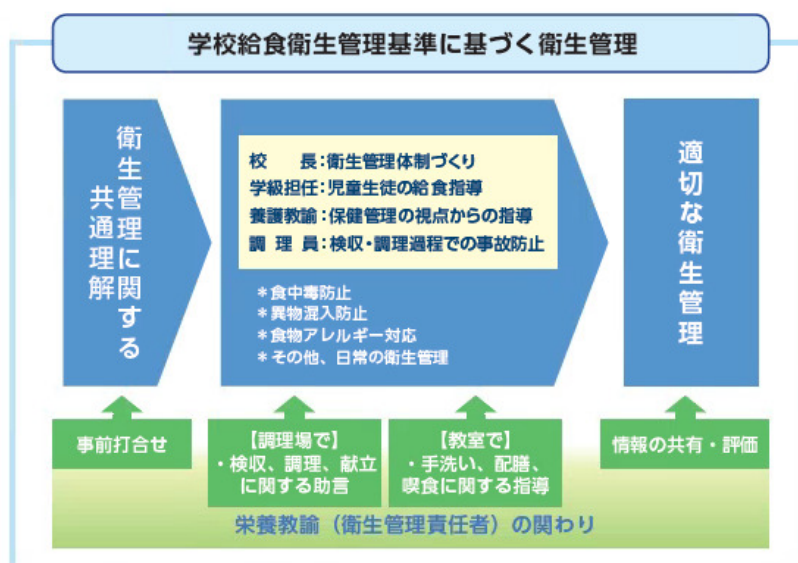 学校給食衛生管理基準に基づく衛生管理
衛生管理に関する
共通理解
校　　長：衛生管理体制づくり
学級担任：児童生徒の給食指導
養護教諭：保健管理の視点からの指導
調 理 員：検収・調理過程での事故防止
＊食中毒防止
＊異物混入防止
＊食物アレルギー対応
＊その他、日常の衛生管理
適切な衛生管理
事前打合せ
【調理場で】
・検収、調理、献立
に関する助言
【教室で】
・手洗い、配膳、
喫食に関する指導
情報の共有・評価
栄養教諭（衛生管理責任者）の関わり